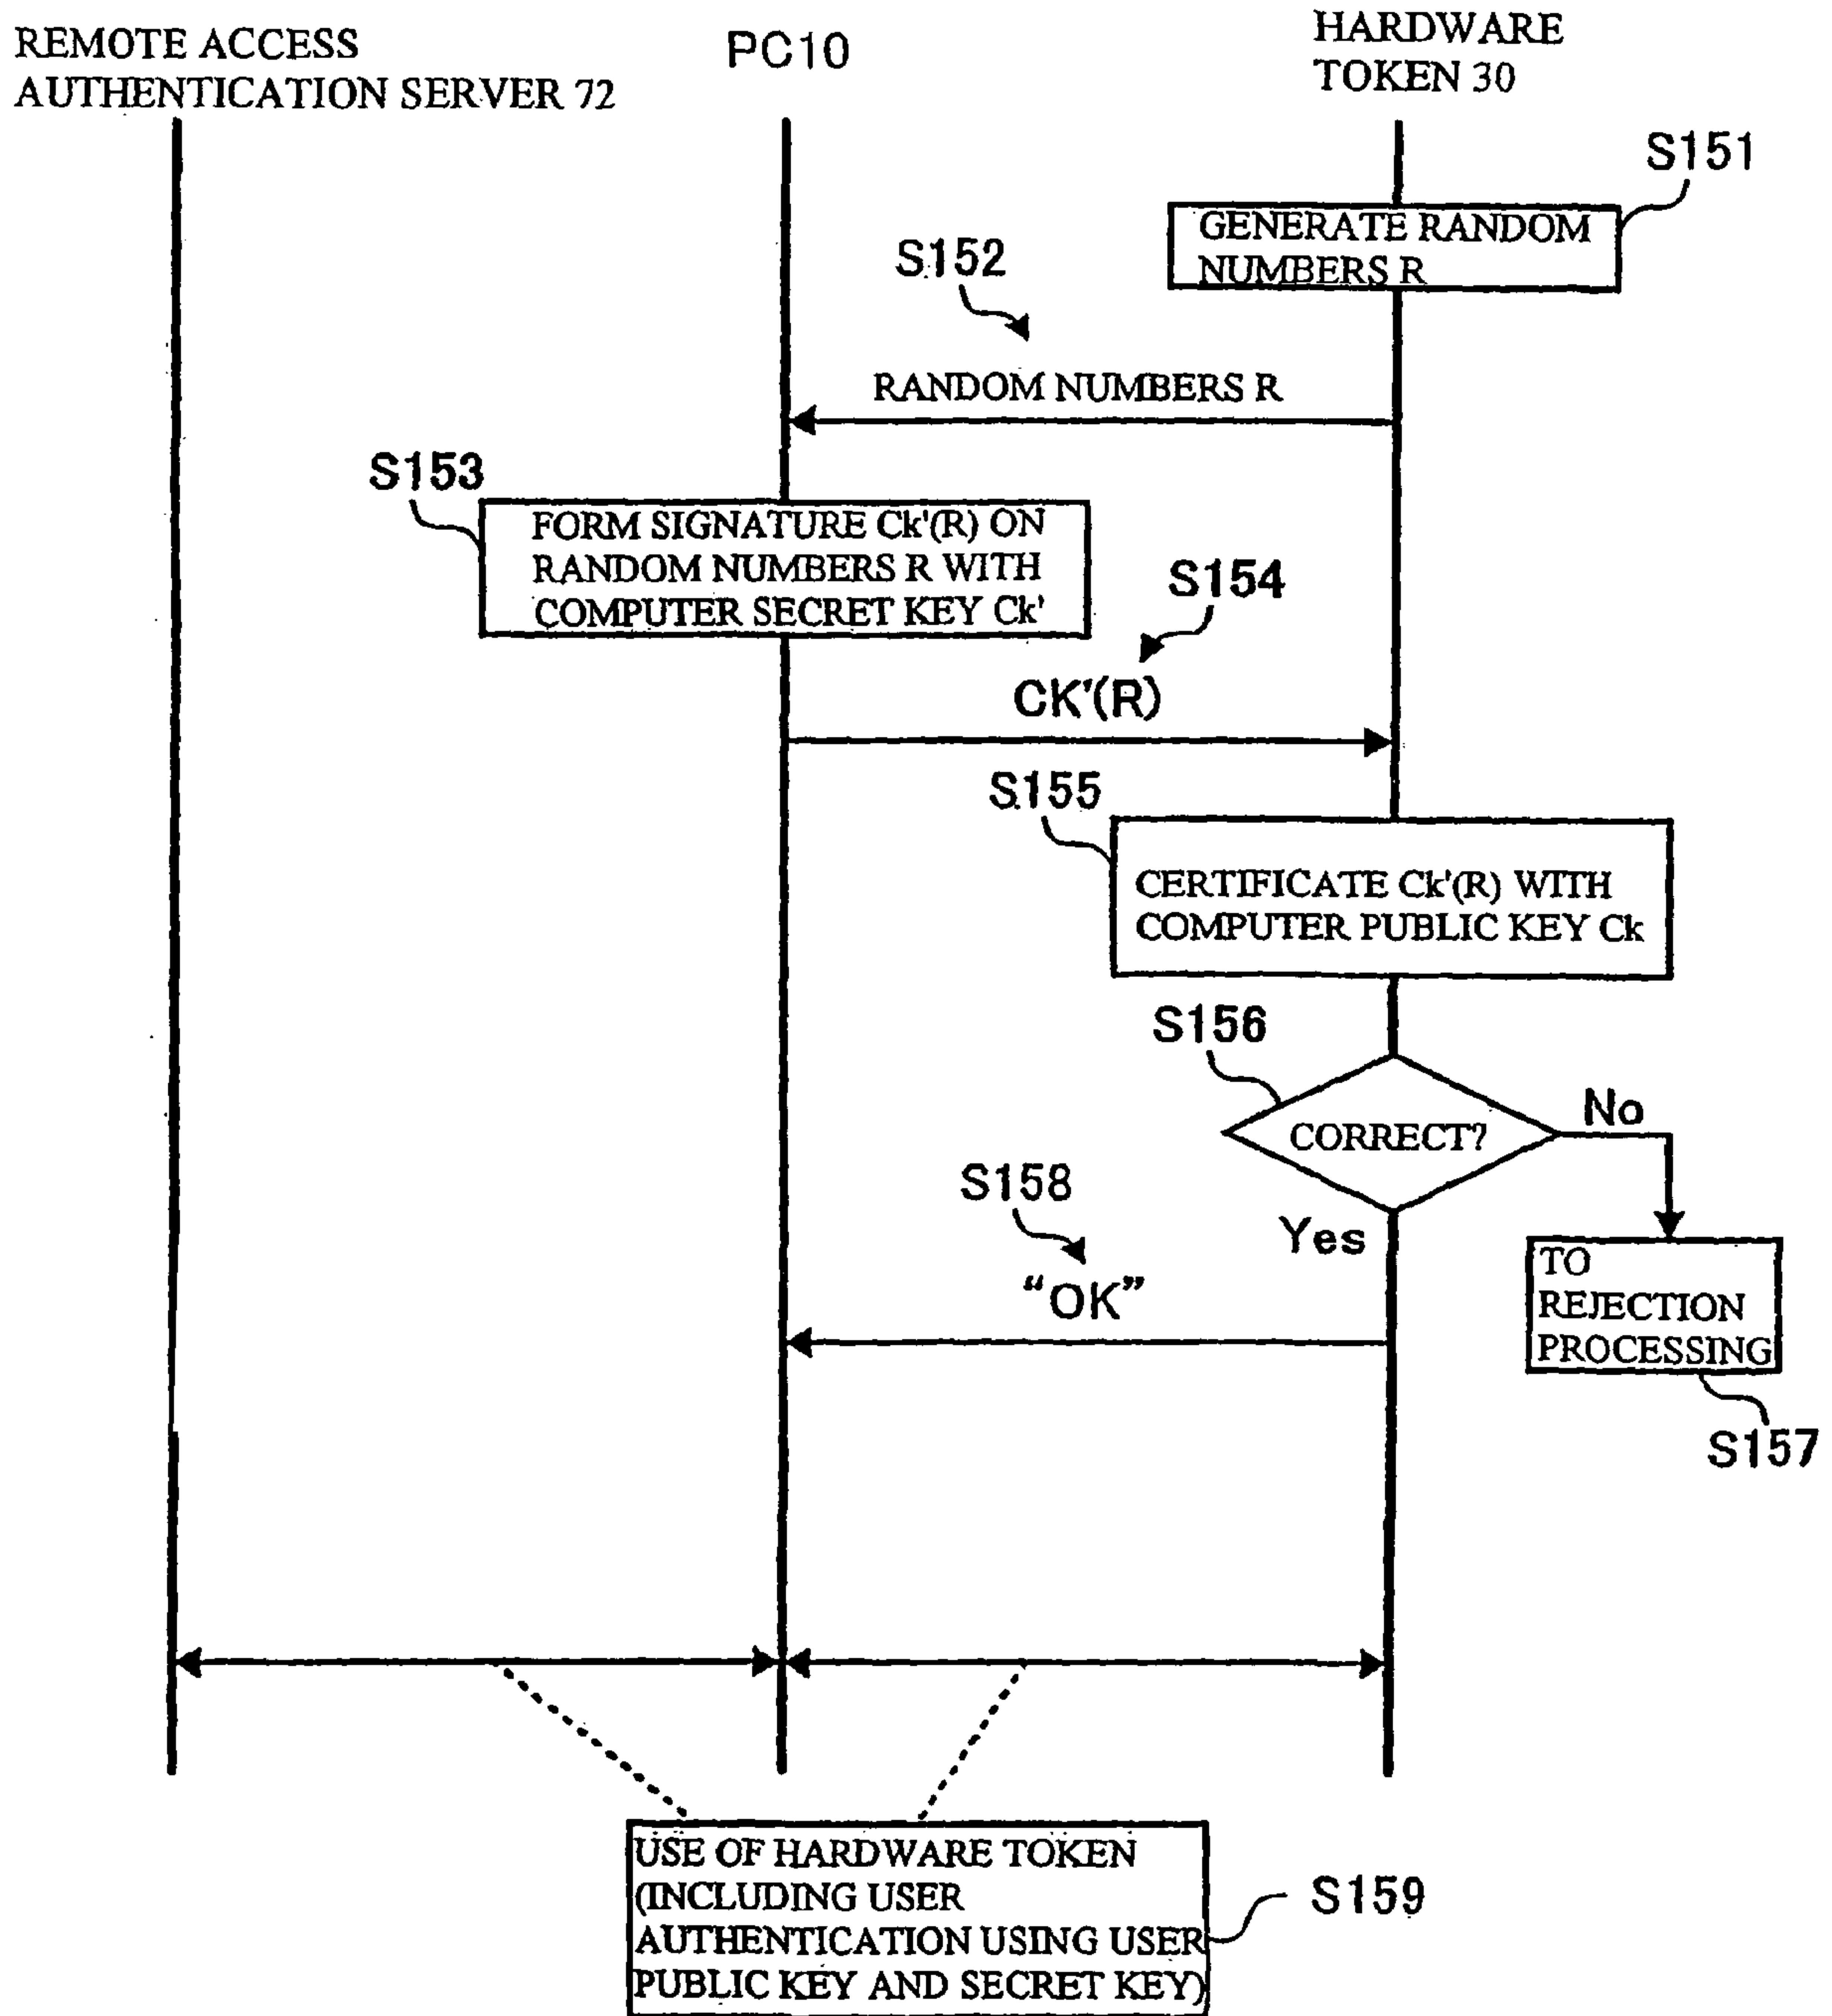 REMOTE ACCESS
AUTHENTICATION SERVER 72
PC10
HARDWARE
TOKEN 30
S151
GENERATE RANDOM
NUMBERS R
S152
RANDOM NUMBERS R
S153
FORM SIGNATURE Ck'(R) ON
RANDOM NUMBERS R WITH
COMPUTER SECRET KEY Ck'
S154
CK'(R)
S155
CERTIFICATE Ck'(R) WITH
COMPUTER PUBLIC KEY Ck
S156
CORRECT?
No
Yes
S158
“OK”
TO
REJECTION
PROCESSING
S157
USE OF HARDWARE TOKEN
(INCLUDING USER
AUTHENTICATION USING USER
PUBLIC KEY AND SECRET KEY)
S159